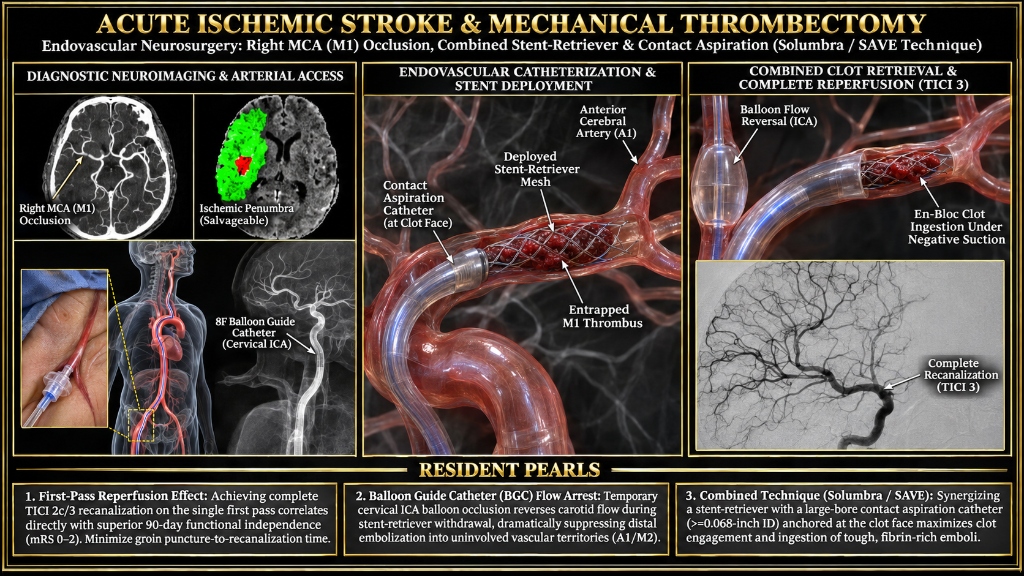 ACUTE ISCHEMIC STROKE & MECHANICAL THROMBECTOMY
Endovascular Neurosurgery: Right MCA (M1) Occlusion, Combined Stent-Retriever & Contact Aspiration (Solumbra / SAVE Technique)
DIAGNOSTIC NEUROIMAGING & ARTERIAL ACCESS
Right MCA (M1)
Occlusion
Ischemic Penumbra
(Salvageable)
8F Balloon Guide
Catheter
(Cervical ICA)
ENDOVASCULAR CATHETERIZATION &
STENT DEPLOYMENT
Anterior
Cerebral
Artery (A1)
Deployed
Stent-Retriever
Mesh
Contact
Aspiration
Catheter
(at Clot Face)
Entrapped
M1 Thrombus
COMBINED CLOT RETRIEVAL &
COMPLETE REPERFUSION (TICI 3)
Balloon Flow
Reversal (ICA)
En-Bloc Clot
Ingestion Under
Negative Suction
Complete
Recanalization
(TICI 3)
RESIDENT PEARLS
1. First-Pass Reperfusion Effect: Achieving complete
TICI 2c/3 recanalization on the single first pass correlates
directly with superior 90-day functional independence
(mRS 0–2). Minimize groin puncture-to-recanalization time.
2. Balloon Guide Catheter (BGC) Flow Arrest: Temporary
cervical ICA balloon occlusion reverses carotid flow during
stent-retriever withdrawal, dramatically suppressing distal
embolization into uninvolved vascular territories (A1/M2).
3. Combined Technique (Solumbra / SAVE): Synergizing
a stent-retriever with a large-bore contact aspiration catheter
(>=0.068-inch ID) anchored at the clot face maximizes clot
engagement and ingestion of tough, fibrin-rich emboli.